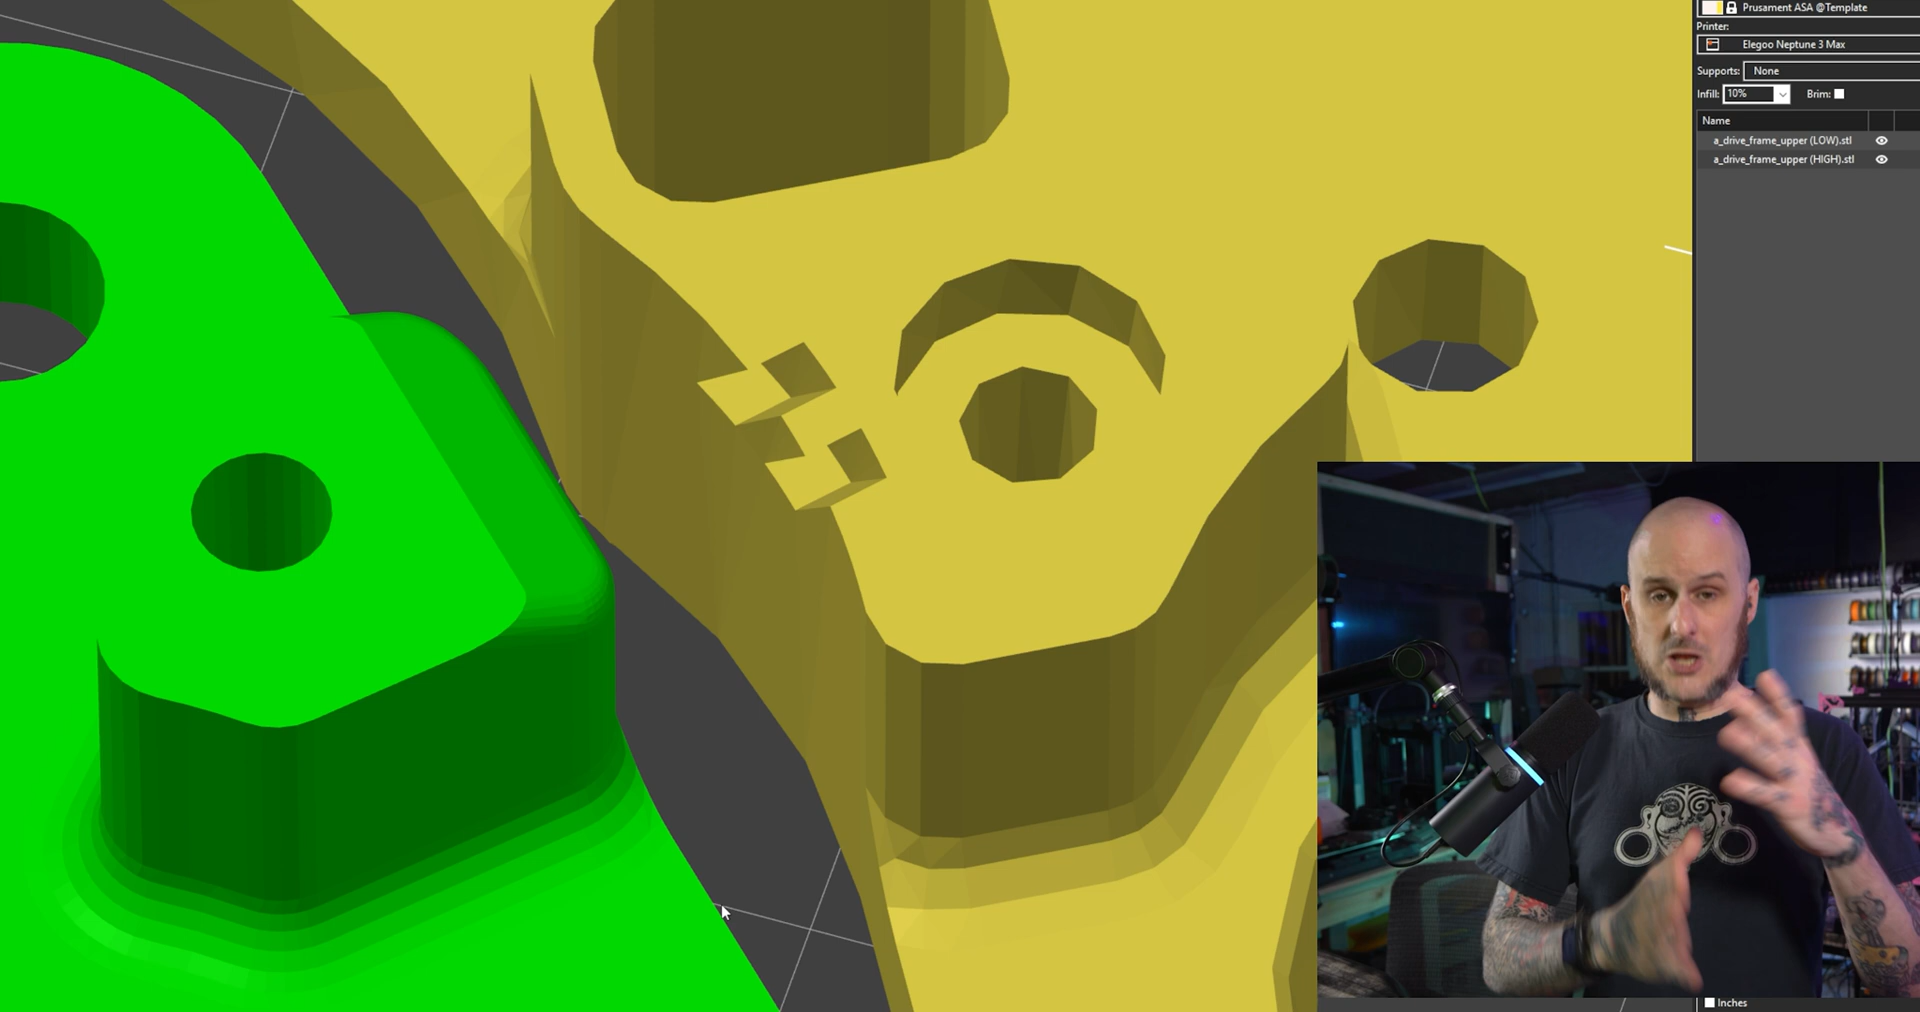 Prusament ASA @Template
Printer:
Elegoo Neptune 3 Max
Supports: None
Infill: 10% Brim:
Name
a_drive_frame_upper (LOW).stl
a_drive_frame_upper (HIGH).stl
Inches